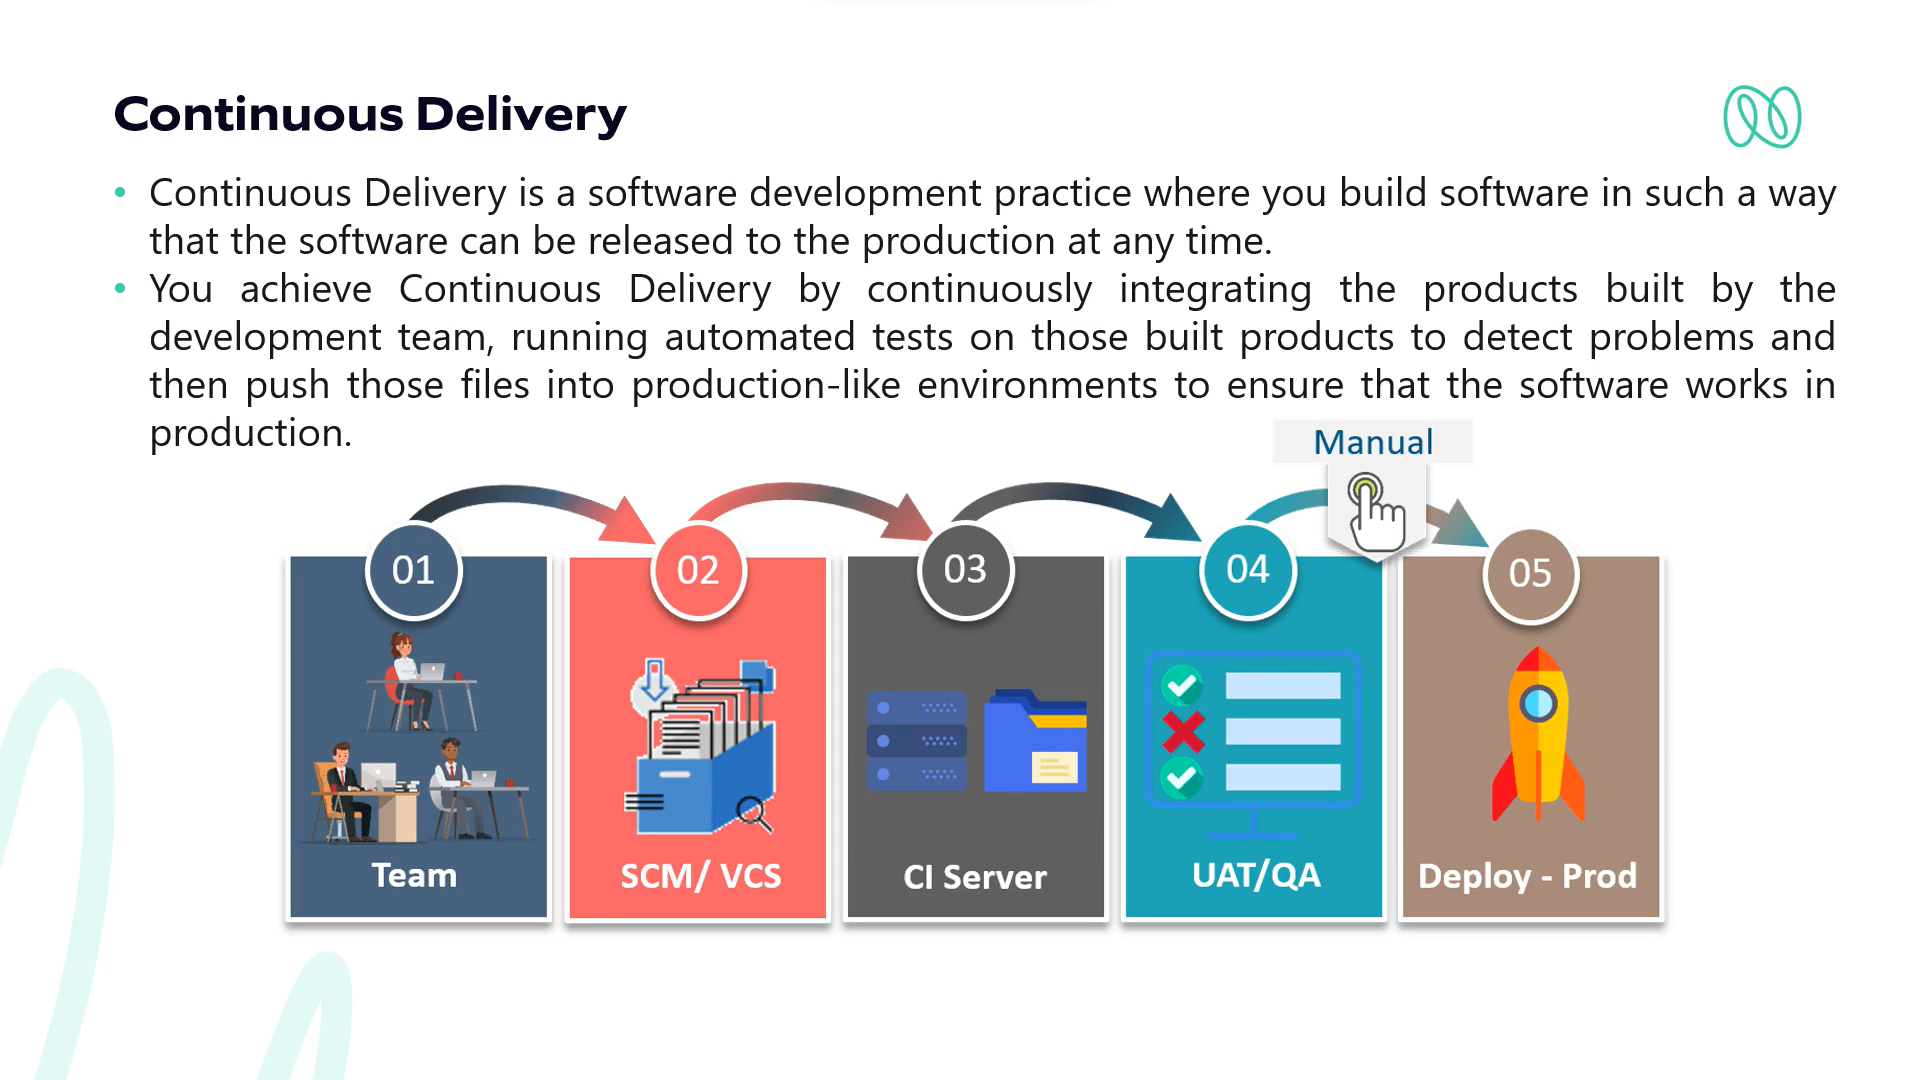 Continuous Delivery
• Continuous Delivery is a software development practice where you build software in such a way
that the software can be released to the production at any time.
• You achieve Continuous Delivery by continuously integrating the products built by the
development team, running automated tests on those built products to detect problems and
then push those files into production-like environments to ensure that the software works in
production.
Manual
01
02
03
04
05
Team
SCM/ VCS
CI Server
UAT/QA
Deploy - Prod